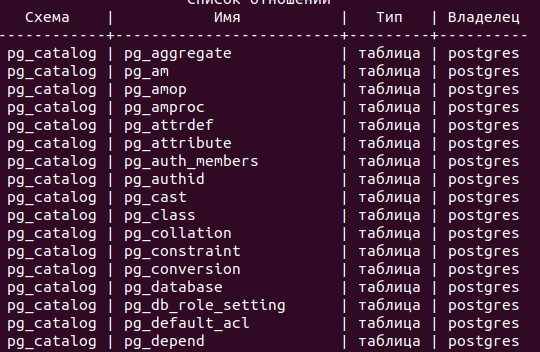 Список отношений
Схема | Имя | Тип | Владелец
------------+-------------------------+---------+----------
pg_catalog | pg_aggregate | таблица | postgres
pg_catalog | pg_am | таблица | postgres
pg_catalog | pg_amop | таблица | postgres
pg_catalog | pg_amproc | таблица | postgres
pg_catalog | pg_attrdef | таблица | postgres
pg_catalog | pg_attribute | таблица | postgres
pg_catalog | pg_auth_members | таблица | postgres
pg_catalog | pg_authid | таблица | postgres
pg_catalog | pg_cast | таблица | postgres
pg_catalog | pg_class | таблица | postgres
pg_catalog | pg_collation | таблица | postgres
pg_catalog | pg_constraint | таблица | postgres
pg_catalog | pg_conversion | таблица | postgres
pg_catalog | pg_database | таблица | postgres
pg_catalog | pg_db_role_setting | таблица | postgres
pg_catalog | pg_default_acl | таблица | postgres
pg_catalog | pg_depend | таблица | postgres